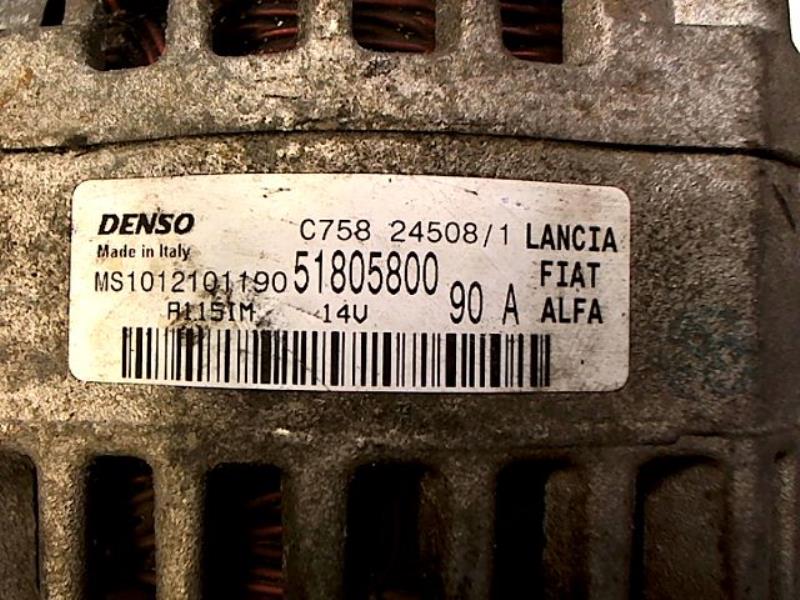 DENSO C758 24508/1 LANCIA
Made in Italy FIAT
MS1012101190 51805800
A115IM 14V 90 A ALFA